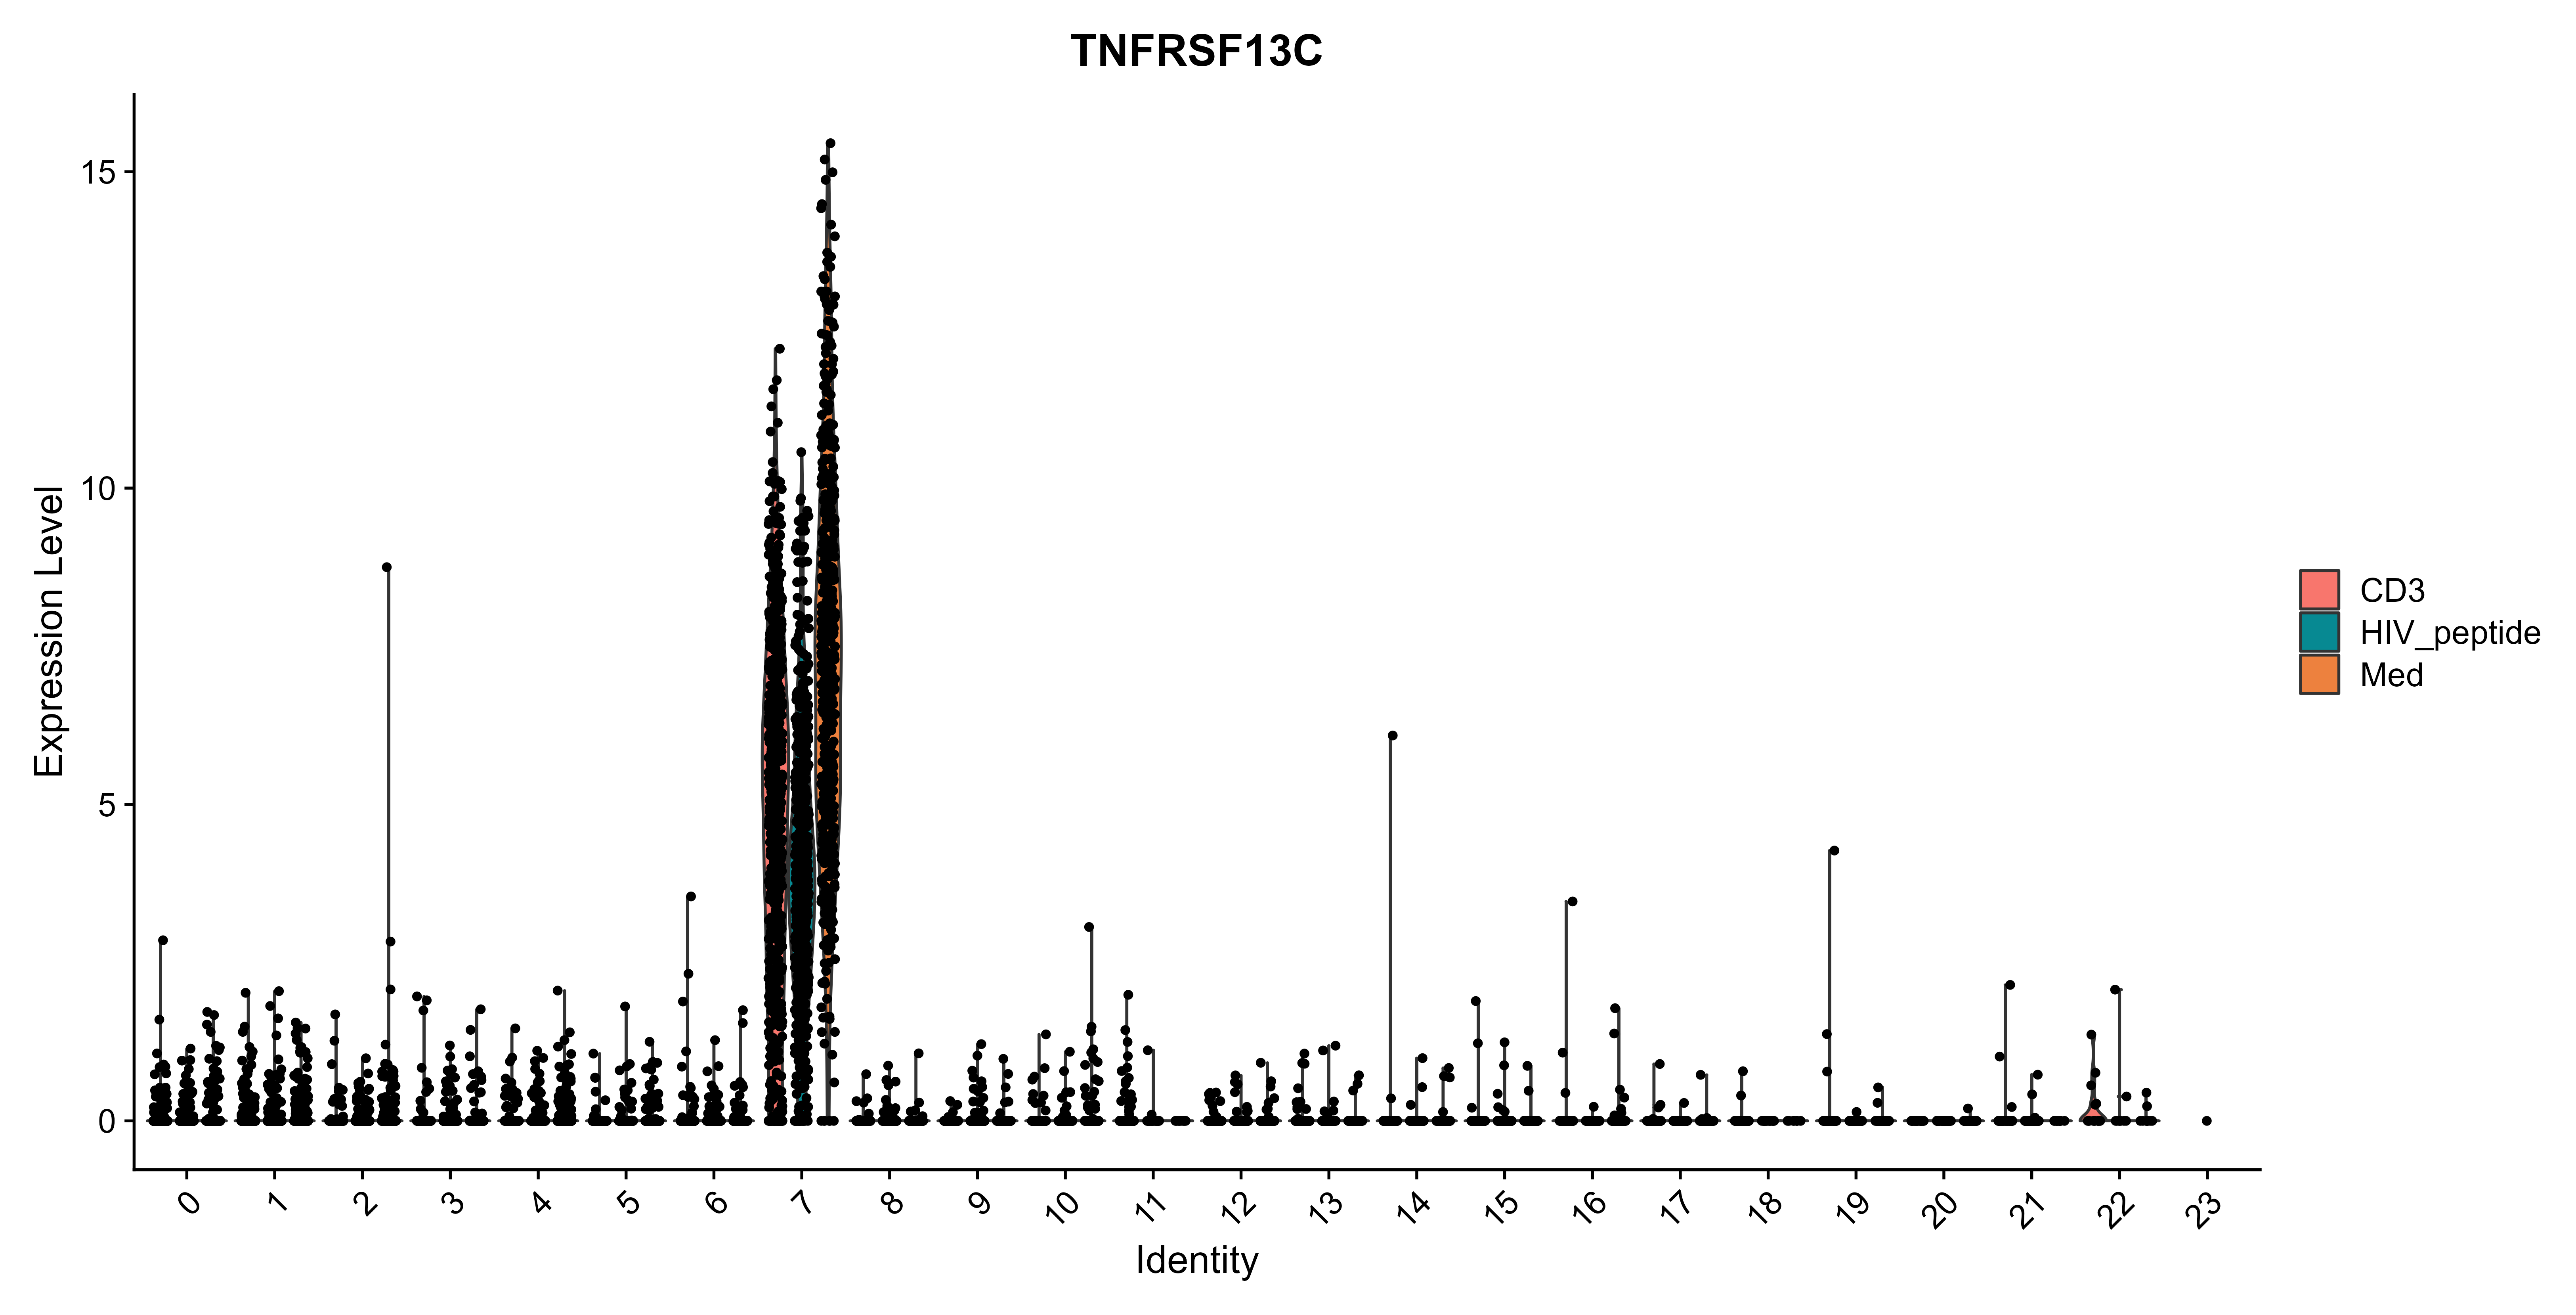 TNFRSF13C
Expression Level
15
10
5
0
0 1 2 3 4 5 6 7 8 9 10 11 12 13 14 15 16 17 18 19 20 21 22 23
Identity
CD3
HIV_peptide
Med